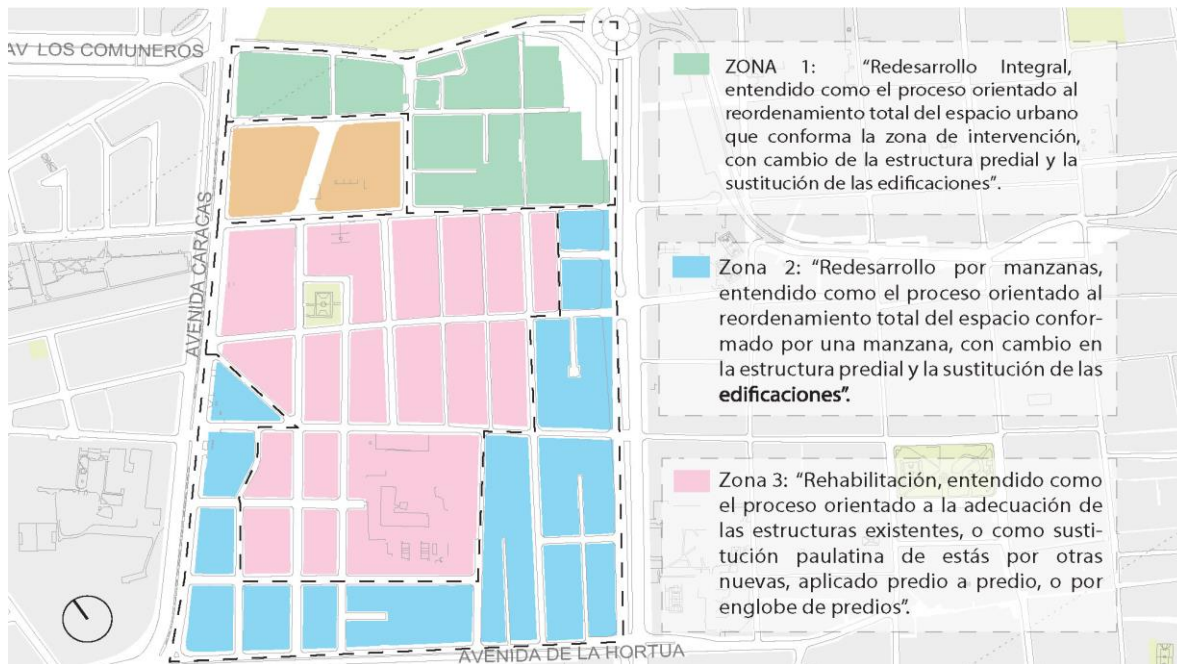 AV LOS COMUNEROS
AVENIDA CARACAS
AVENIDA DE LA HORTUA
ZONA 1: “Redesarrollo Integral,
entendido como el proceso orientado al
reordenamiento total del espacio urbano
que conforma la zona de intervención,
con cambio de la estructura predial y la
sustitución de las edificaciones”.
Zona 2: “Redesarrollo por manzanas,
entendido como el proceso orientado al
reordenamiento total del espacio confor-
mado por una manzana, con cambio en
la estructura predial y la sustitución de las
edificaciones”.
Zona 3: “Rehabilitación, entendido como
el proceso orientado a la adecuación de
las estructuras existentes, o como susti-
tución paulatina de estás por otras
nuevas, aplicado predio a predio, o por
englobe de predios”.